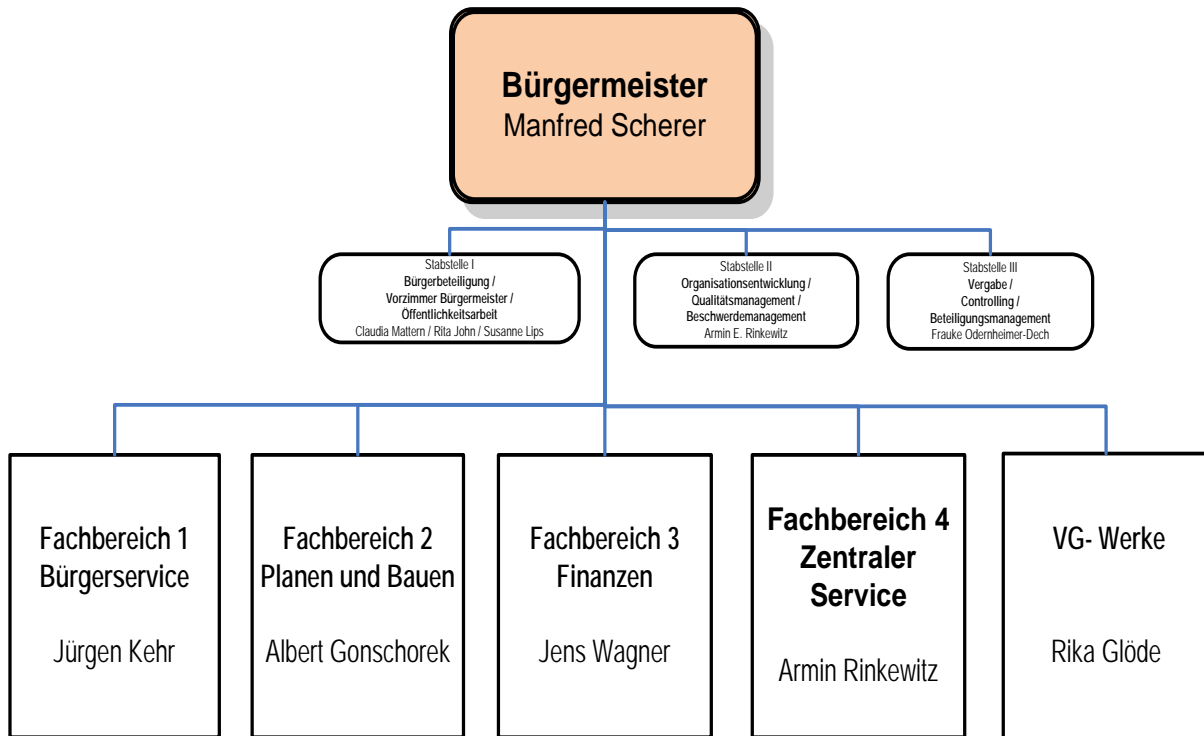 Bürgermeister
Manfred Scherer
Stabstelle I
Bürgerbeteiligung /
Vorzimmer Bürgermeister /
Öffentlichkeitsarbeit
Claudia Mattern / Rita John / Susanne Lips
Stabstelle II
Organisationsentwicklung /
Qualitätsmanagement /
Beschwerdemanagement
Armin E. Rinkewitz
Stabstelle III
Vergabe /
Controlling /
Beteiligungsmanagement
Frauke Odernheimer-Dech
Fachbereich 1
Bürgerservice
Jürgen Kehr
Fachbereich 2
Planen und Bauen
Albert Gonschorek
Fachbereich 3
Finanzen
Jens Wagner
Fachbereich 4
Zentraler
Service
Armin Rinkewitz
VG- Werke
Rika Glöde